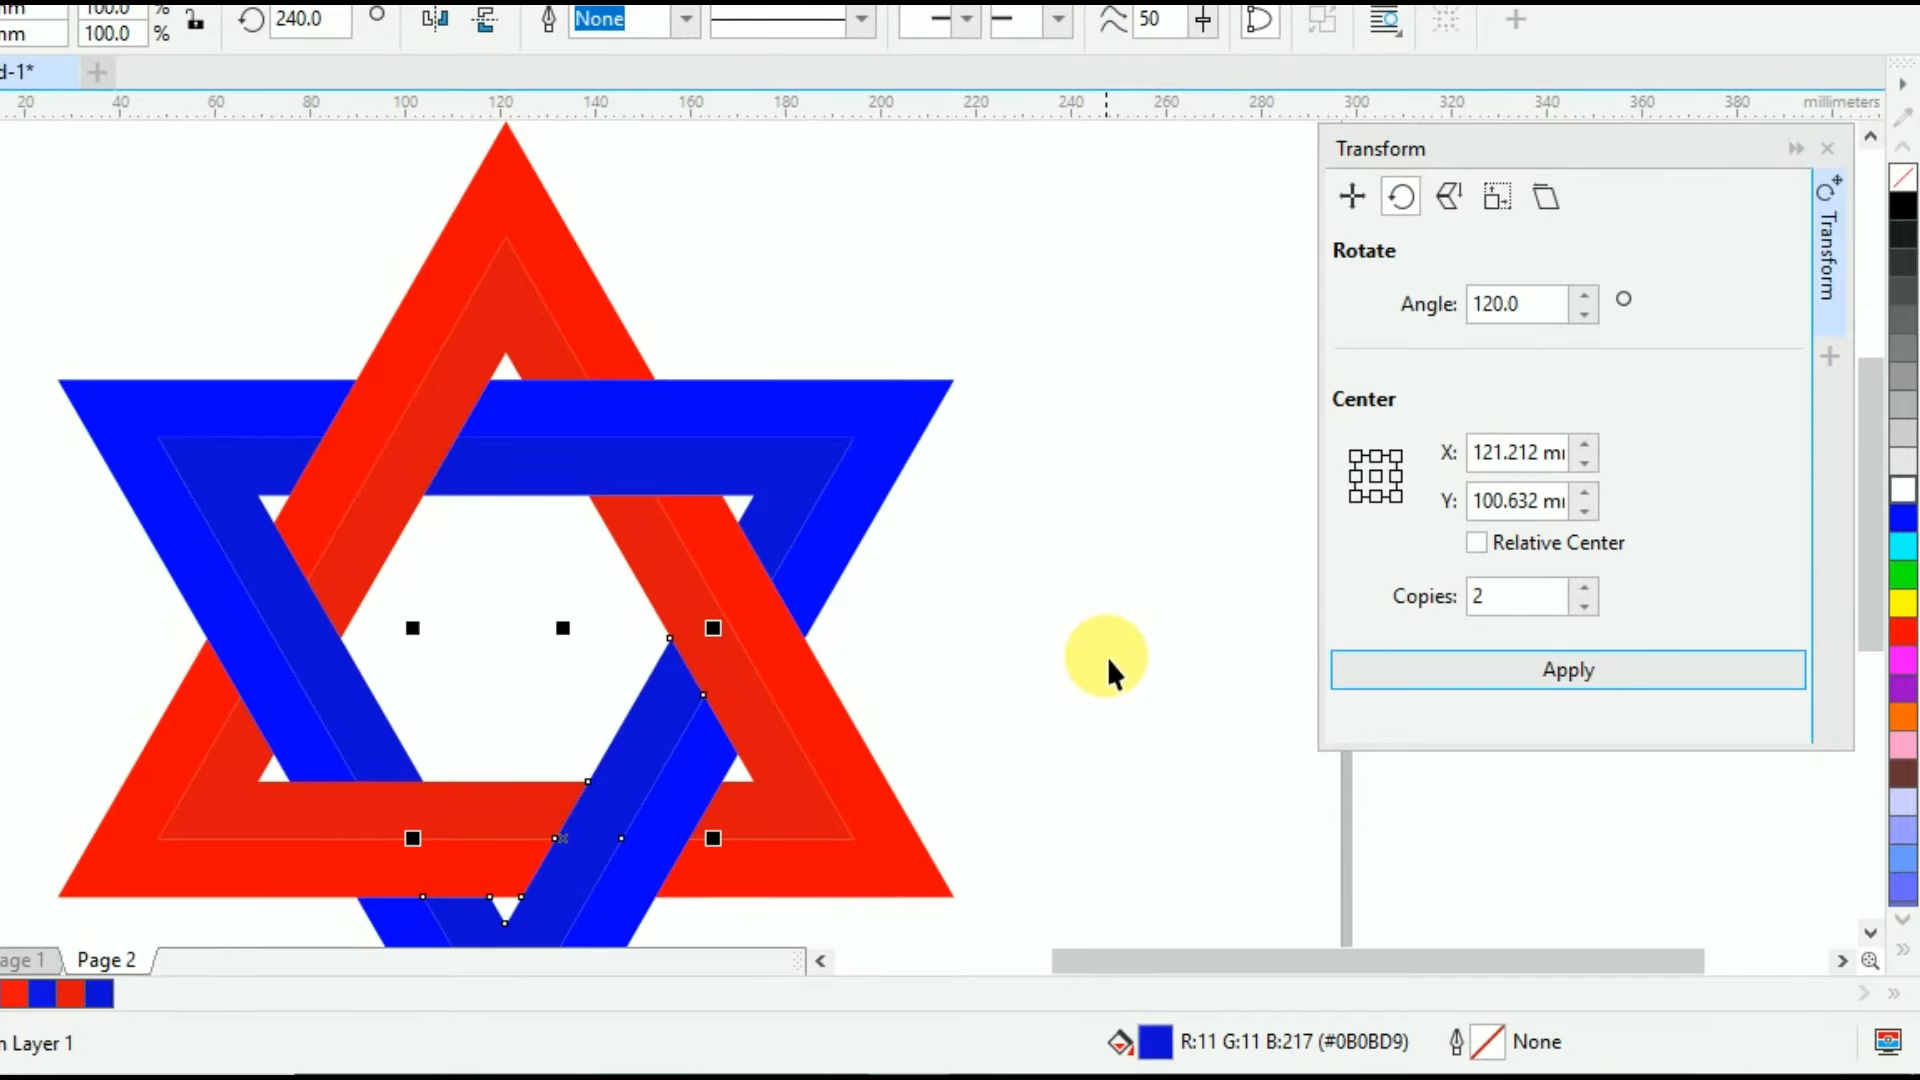 mm 100.0 % 240.0 None 50
mm 100.0 %
d-1*
20 40 60 80 100 120 140 160 180 200 220 240 260 280 300 320 340 360 380 millimeters
Transform
Transform
Rotate
Angle: 120.0
Center
X: 121.212 m
Y: 100.632 m
Relative Center
Copies: 2
Apply
age 1 Page 2
n Layer 1 R:11 G:11 B:217 (#0B0BD9) None